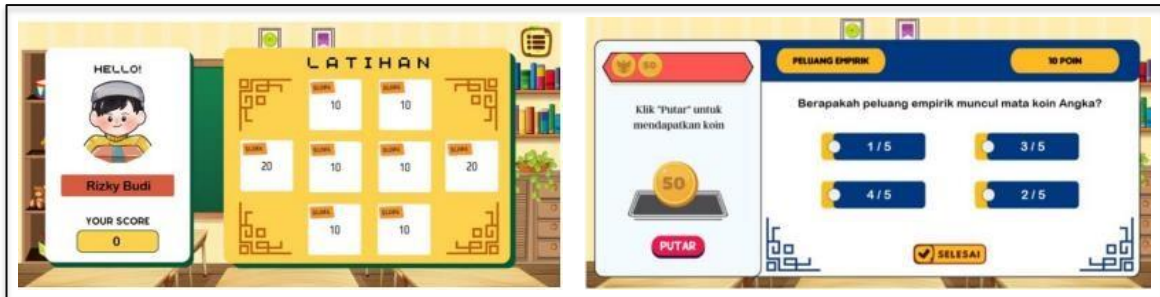 HELLO!
Rizky Budi
YOUR SCORE
0
LATIHAN
10 10
20 10 10 20
10 10
50
Klik "Putar" untuk
mendapatkan koin
50
PUTAR
PELUANG EMPIRIK
10 POIN
Berapakah peluang empirik muncul mata koin Angka?
1 / 5 3 / 5
4 / 5 2 / 5
SELESAI